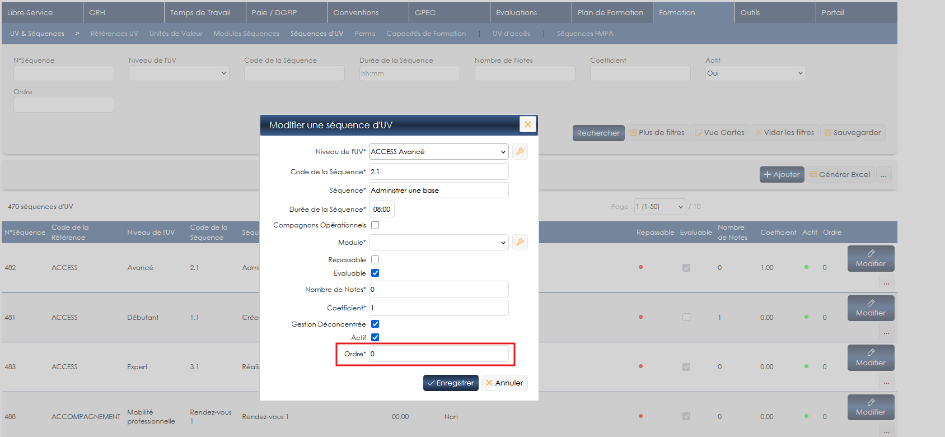 Libre-Service GRH Temps de Travail Paie / DGFIP Conventions GPEC Evaluations Plan de Formation Formation Outils Portail
UV & Séquences > Références UV Unités de Valeur Modules Séquences Séquences d'UV Perms Capacités de Formation | UV d'accès | Séquences FMPA
N°Séquence Niveau de l'UV Code de la Séquence Durée de la Séquence Nombre de Notes Coefficient Actif
hh:mm Oui
Ordre
Modifier une séquence d'UV
Rechercher Plus de filtres Vue Cartes Vider les filtres Sauvegarder
Niveau de l'UV* ACCESS Avancé
Code de la Séquence* 2.1
Ajouter Générer Excel ...
Séquence* Administrer une base
470 séquences d'UV
Page : 1 (1-50) / 10
Durée de la Séquence* 08:00
Compagnons Opérationnels
N°Séquence Code de la Référence Niveau de l'UV Code de la Séquence Repassable Evaluable Nombre de Notes Coefficient Actif Ordre
Module*
Repassable
482 ACCESS Avancé 2.1 Admi 0 1.00 0 Modifier
...
Evaluable
Nombre de Notes* 0
Coefficient* 1
481 ACCESS Débutant 1.1 Crée 1 0.00 0 Modifier
...
Gestion Déconcentrée
Actif
Ordre* 0
483 ACCESS Expert 3.1 Réali 0 0.00 0 Modifier
...
Enregistrer Annuler
488 ACCOMPAGNEMENT Mobilité professionnelle Rendez-vous 1 Rendez-vous 1 00:00 Non 0 0.00 0 Modifier
...